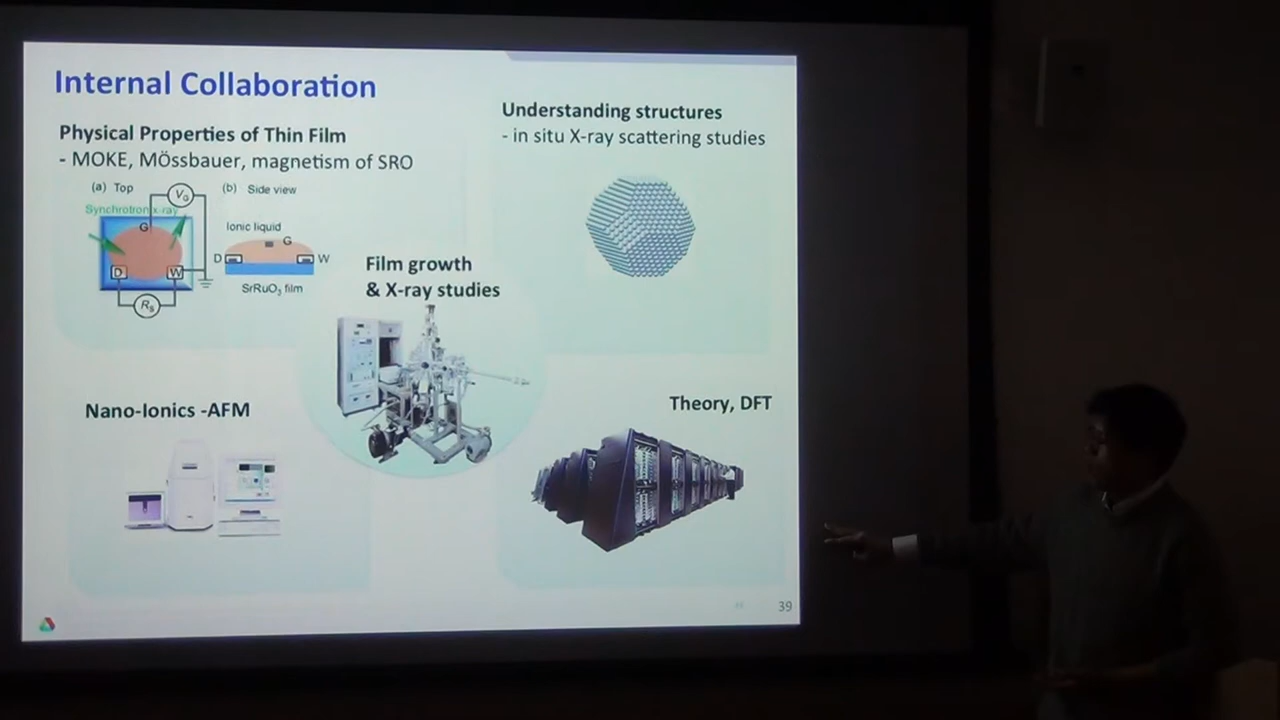 Internal Collaboration
Physical Properties of Thin Film
- MOKE, MÖssbauer, magnetism of SRO
(a) Top
(b) Side view
Synchrotron x-ray
VG
G
D
W
RS
Ionic liquid
G
D
W
SrRuO3 film
Understanding structures
- in situ X-ray scattering studies
Film growth
& X-ray studies
Nano-Ionics -AFM
Theory, DFT
39